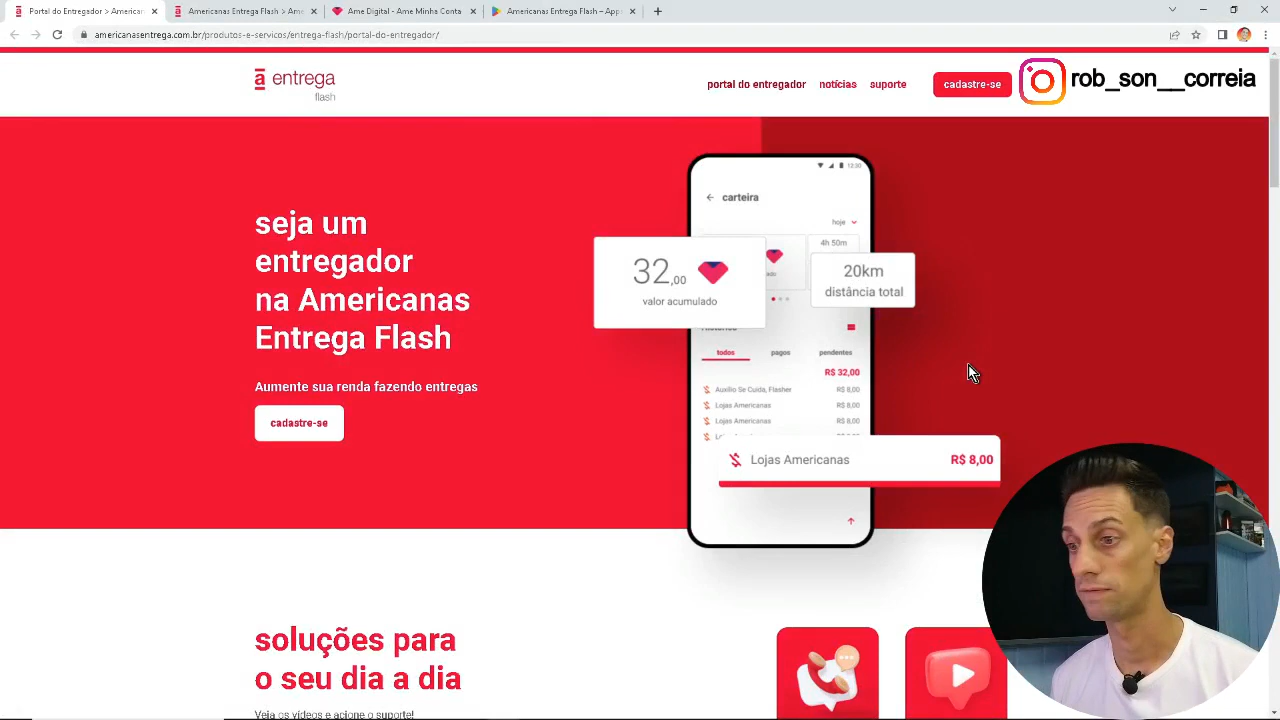 Portal do Entregador > American
Americanas Entrega Flash > Ame
Ame Digital - Ame Minha Conta
Americanas Entrega Flash – App
americanasentrega.com.br/produtos-e-servicos/entrega-flash/portal-do-entregador/
a entrega
flash
portal do entregador
notícias
suporte
cadastre-se
rob_son__correia
seja um
entregador
na Americanas
Entrega Flash
Aumente sua renda fazendo entregas
cadastre-se
12:30
carteira
hoje
4h 50m
32,00
valor acumulado
20km
distância total
todos
pagos
pendentes
R$ 32,00
Auxílio Se Cuida, Flasher R$ 8,00
Lojas Americanas R$ 8,00
Lojas Americanas R$ 8,00
Lojas Americanas R$ 8,00
soluções para
o seu dia a dia
Veja os vídeos e acione o suporte!